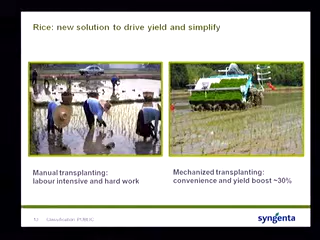 Rice: new solution to drive yield and simplify
Manual transplanting:
labour intensive and hard work
Mechanized transplanting:
convenience and yield boost ~30%
Classification: PUBLIC
syngenta